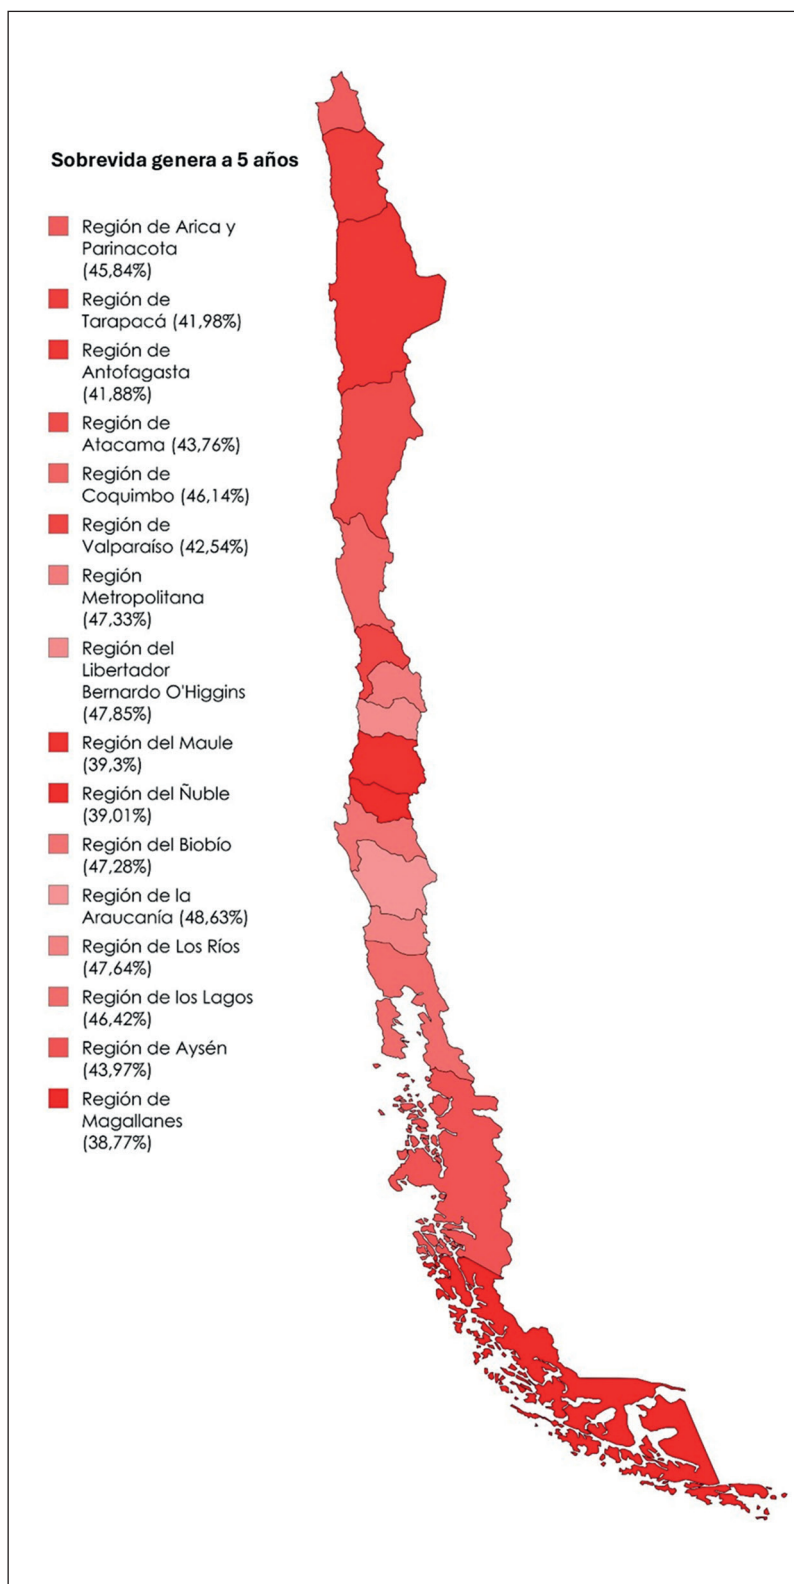 Sobrevida genera a 5 años
Región de Arica y
Parinacota
(45,84%)
Región de
Tarapacá (41,98%)
Región de
Antofagasta
(41,88%)
Región de
Atacama (43,76%)
Región de
Coquimbo (46,14%)
Región de
Valparaíso (42,54%)
Región
Metropolitana
(47,33%)
Región del
Libertador
Bernardo O'Higgins
(47,85%)
Región del Maule
(39,3%)
Región del Ñuble
(39,01%)
Región del Biobío
(47,28%)
Región de la
Araucanía (48,63%)
Región de Los Ríos
(47,64%)
Región de los Lagos
(46,42%)
Región de Aysén
(43,97%)
Región de
Magallanes
(38,77%)